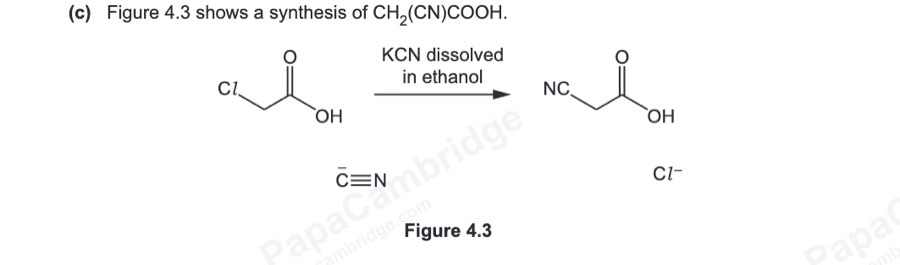 (c) Figure 4.3 shows a synthesis of CH₂(CN)COOH.
O
KCN dissolved
in ethanol
O
Cl
OH
NC
OH
C̄≡N
Cl⁻
Figure 4.3
PapaCambridge
PapaC